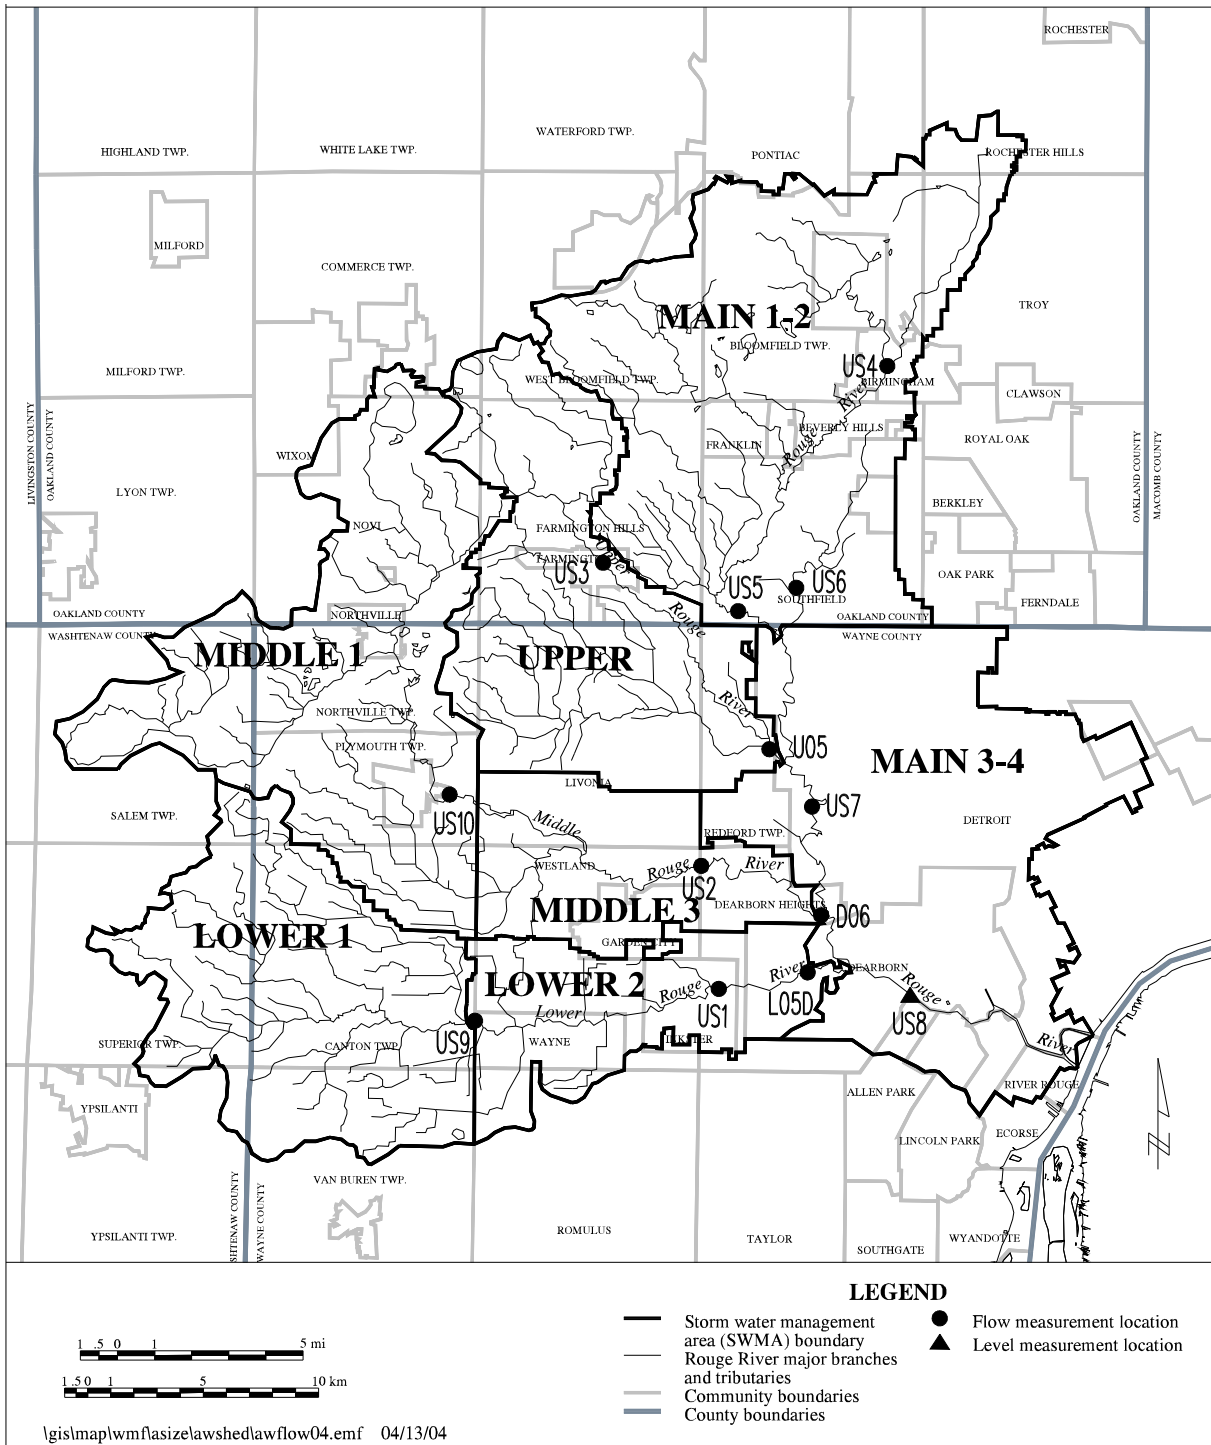 ROCHESTER
WATERFORD TWP.
HIGHLAND TWP.
WHITE LAKE TWP.
PONTIAC
ROCHESTER HILLS
MILFORD
COMMERCE TWP.
TROY
MAIN 1-2
BLOOMFIELD TWP.
US4
MILFORD TWP.
WEST BLOOMFIELD TWP.
BIRMINGHAM
CLAWSON
River
BEVERLY HILLS
ROYAL OAK
FRANKLIN
Rouge
LIVINGSTON COUNTY
OAKLAND COUNTY
WIXOM
OAKLAND COUNTY
MACOMB COUNTY
LYON TWP.
BERKLEY
NOVI
FARMINGTON HILLS
FARMINGTON
Upper
US3
OAK PARK
US5
US6
SOUTHFIELD
FERNDALE
Rouge
OAKLAND COUNTY
NORTHVILLE
OAKLAND COUNTY
WASHTENAW COUNTY
WAYNE COUNTY
MIDDLE 1
UPPER
River
NORTHVILLE TWP.
PLYMOUTH TWP.
U05
MAIN 3-4
LIVONIA
SALEM TWP.
US10
US7
DETROIT
Middle
REDFORD TWP.
WESTLAND
Rouge
River
US2
MIDDLE 3
DEARBORN HEIGHTS
D06
LOWER 1
GARDEN CITY
LOWER 2
River
DEARBORN
Rouge
L05D
Rouge
Lower
US1
US8
US9
SUPERIOR TWP.
CANTON TWP.
WAYNE
INKSTER
River
RIVER ROUGE
YPSILANTI
ALLEN PARK
LINCOLN PARK
ECORSE
VAN BUREN TWP.
SHTENAW COUNTY
WAYNE COUNTY
YPSILANTI TWP.
ROMULUS
TAYLOR
SOUTHGATE
WYANDOTTE
N
LEGEND
Storm water management
area (SWMA) boundary
Rouge River major branches
and tributaries
Community boundaries
County boundaries
Flow measurement location
Level measurement location
1 .5 0 1 5 mi
1 .5 0 1 5 10 km
\gis\map\wmf\asize\awshed\awflow04.emf 04/13/04